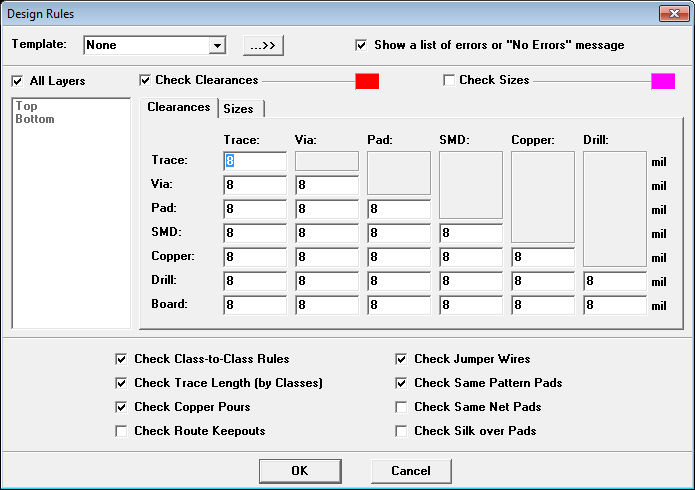 Design Rules
Template: None ...>> Show a list of errors or "No Errors" message
All Layers Check Clearances Check Sizes
Top
Bottom
Clearances Sizes
Trace: Via: Pad: SMD: Copper: Drill:
Trace: 8 mil
Via: 8 8 mil
Pad: 8 8 8 mil
SMD: 8 8 8 8 mil
Copper: 8 8 8 8 8 mil
Drill: 8 8 8 8 8 8 mil
Board: 8 8 8 8 8 8 mil
Check Class-to-Class Rules Check Jumper Wires
Check Trace Length (by Classes) Check Same Pattern Pads
Check Copper Pours Check Same Net Pads
Check Route Keepouts Check Silk over Pads
OK Cancel